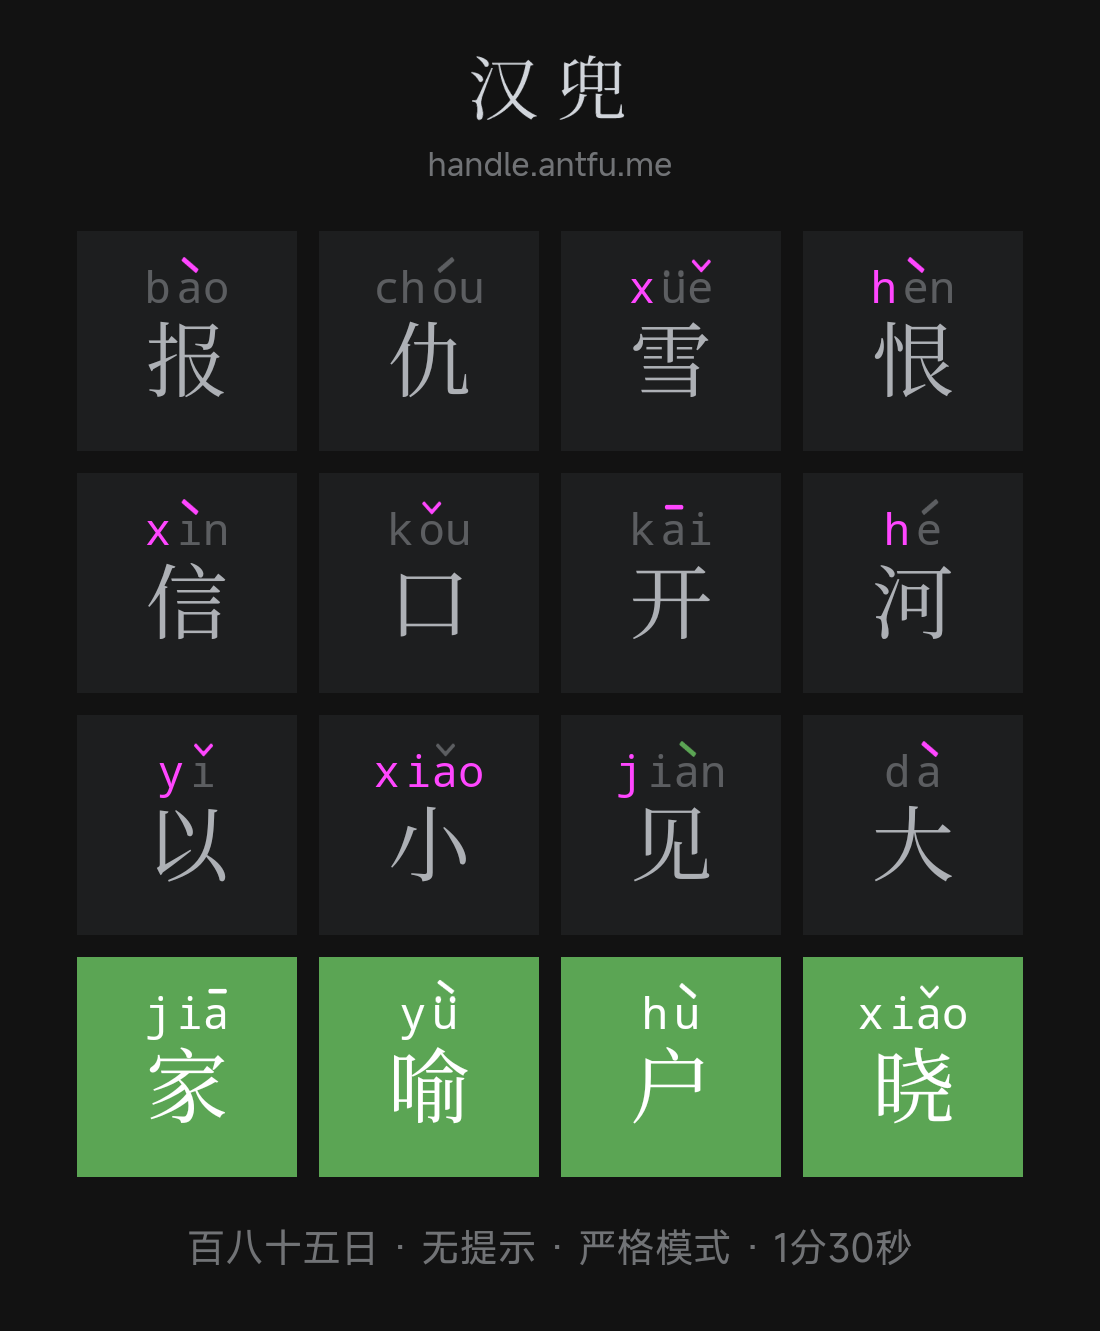 汉兜
handle.antfu.me
bào chóu xüě hèn
报 仇 雪 恨
xìn kǒu kāi hé
信 口 开 河
yǐ xiǎo jiàn dà
以 小 见 大
jiā yǜ hù xiǎo
家 喻 户 晓
百八十五日 · 无提示 · 严格模式 · 1分30秒